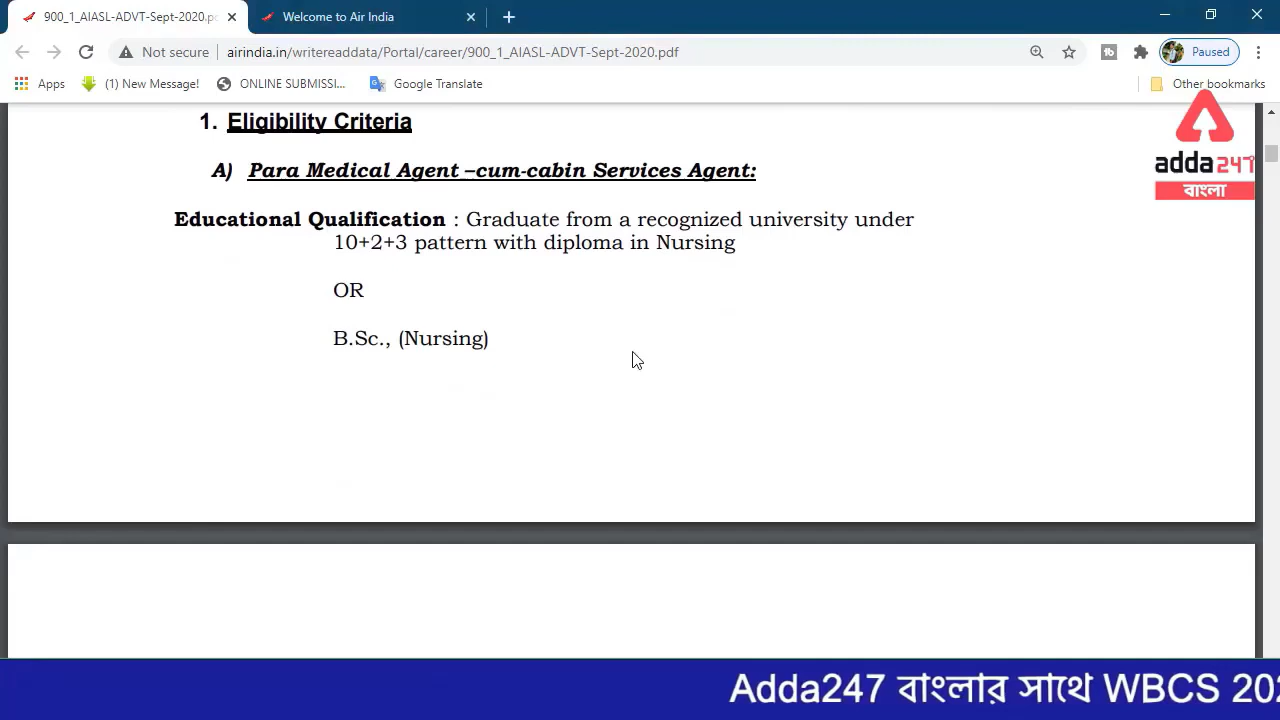 900_1_AIASL-ADVT-Sept-2020.p
Welcome to Air India
Not secure
airindia.in/writereaddata/Portal/career/900_1_AIASL-ADVT-Sept-2020.pdf
Paused
Apps
(1) New Message!
ONLINE SUBMISSI...
Google Translate
Other bookmarks
1. Eligibility Criteria
adda247
বাংলা
A) Para Medical Agent –cum-cabin Services Agent:
Educational Qualification : Graduate from a recognized university under
10+2+3 pattern with diploma in Nursing
OR
B.Sc., (Nursing)
Adda247 বাংলার সাথে WBCS 202